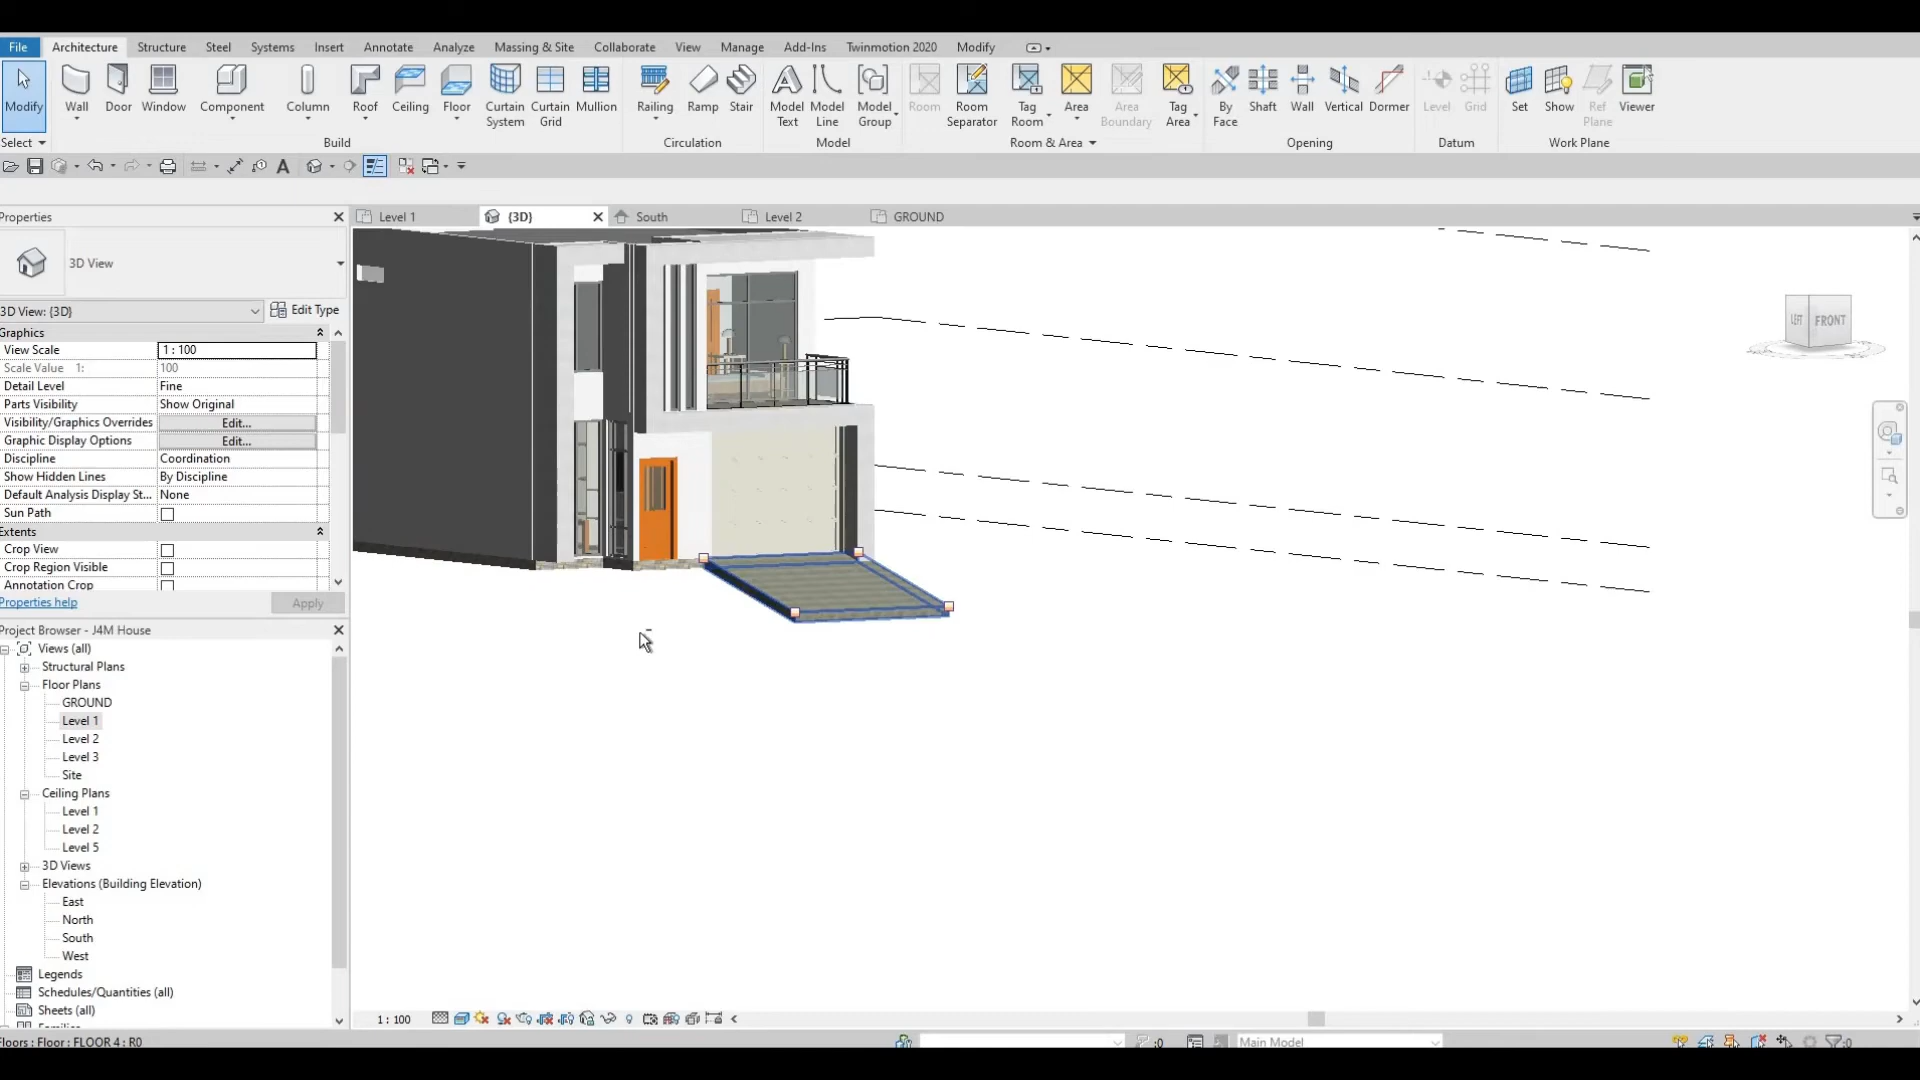 File Architecture Structure Steel Systems Insert Annotate Analyze Massing & Site Collaborate View Manage Add-Ins Twinmotion 2020 Modify
Modify Wall Door Window Component Column Roof Ceiling Floor Curtain System Curtain Grid Mullion Railing Ramp Stair Model Text Model Line Model Group Room Room Separator Tag Room Area Area Boundary Tag Area By Face Shaft Wall Vertical Dormer Level Grid Set Show Ref Plane Viewer
Select Build Circulation Model Room & Area Opening Datum Work Plane
Properties
Level 1 {3D} South Level 2 GROUND
3D View
3D View: {3D} Edit Type
Graphics
View Scale 1 : 100
Scale Value 1: 100
Detail Level Fine
Parts Visibility Show Original
Visibility/Graphics Overrides Edit...
Graphic Display Options Edit...
Discipline Coordination
Show Hidden Lines By Discipline
Default Analysis Display St... None
Sun Path
Extents
Crop View
Crop Region Visible
Annotation Crop
Properties help Apply
LEFT FRONT
Project Browser - J4M House
Views (all)
Structural Plans
Floor Plans
GROUND
Level 1
Level 2
Level 3
Site
Ceiling Plans
Level 1
Level 2
Level 5
3D Views
Elevations (Building Elevation)
East
North
South
West
Legends
Schedules/Quantities (all)
Sheets (all)
1 : 100
Floors : Floor : FLOOR 4 : R0
:0 Main Model :0